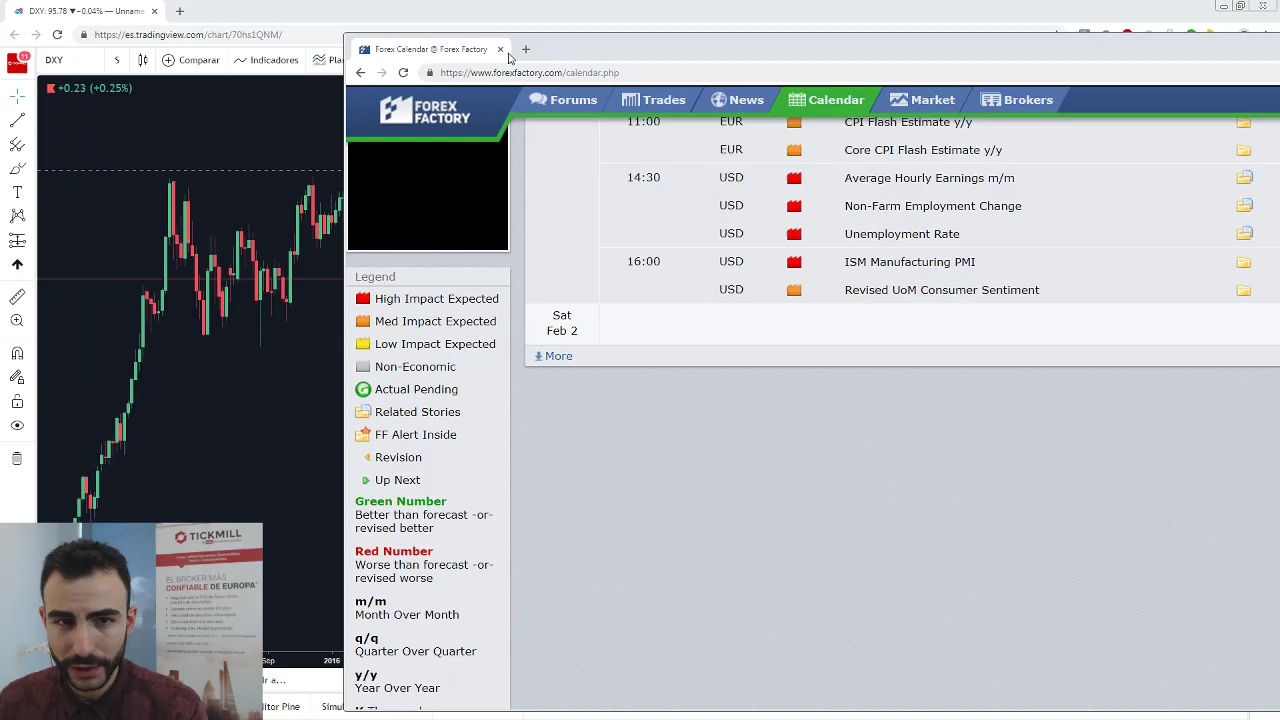 DXY: 95.78 ▼−0.04% — Unname
https://es.tradingview.com/chart/70hs1QNM/
11
DXY
S
Comparar
Indicadores
+0.23 (+0.25%)
Forex Calendar @ Forex Factory
https://www.forexfactory.com/calendar.php
FOREX
FACTORY
Forums
Trades
News
Calendar
Market
Brokers
11:00 EUR CPI Flash Estimate y/y
EUR Core CPI Flash Estimate y/y
14:30 USD Average Hourly Earnings m/m
USD Non-Farm Employment Change
USD Unemployment Rate
16:00 USD ISM Manufacturing PMI
USD Revised UoM Consumer Sentiment
Sat
Feb 2
More
Legend
High Impact Expected
Med Impact Expected
Low Impact Expected
Non-Economic
Actual Pending
Related Stories
FF Alert Inside
Revision
Up Next
Green Number
Better than forecast -or-
revised better
Red Number
Worse than forecast -or-
revised worse
m/m
Month Over Month
q/q
Quarter Over Quarter
y/y
Year Over Year
Sep
2016
TICKMILL
EL BROKER MÁS
CONFIABLE DE EUROPA